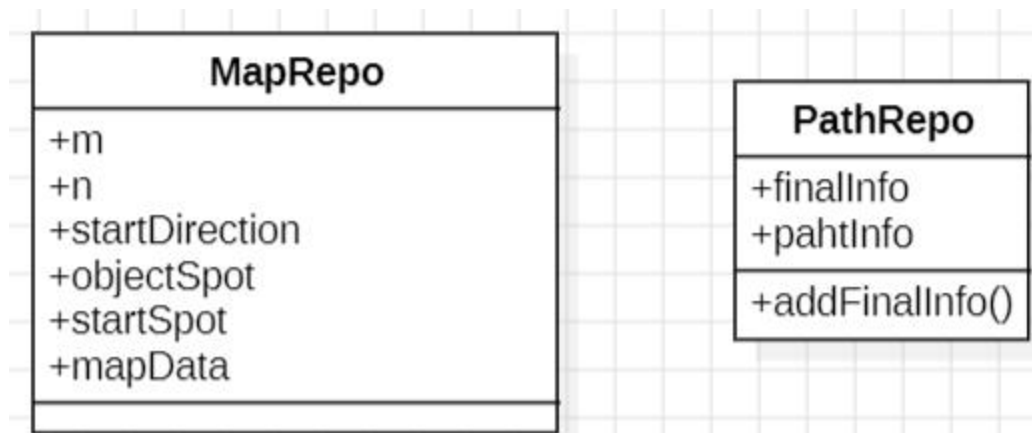 MapRepo
+m
+n
+startDirection
+objectSpot
+startSpot
+mapData
PathRepo
+finalInfo
+pahtInfo
+addFinalInfo()